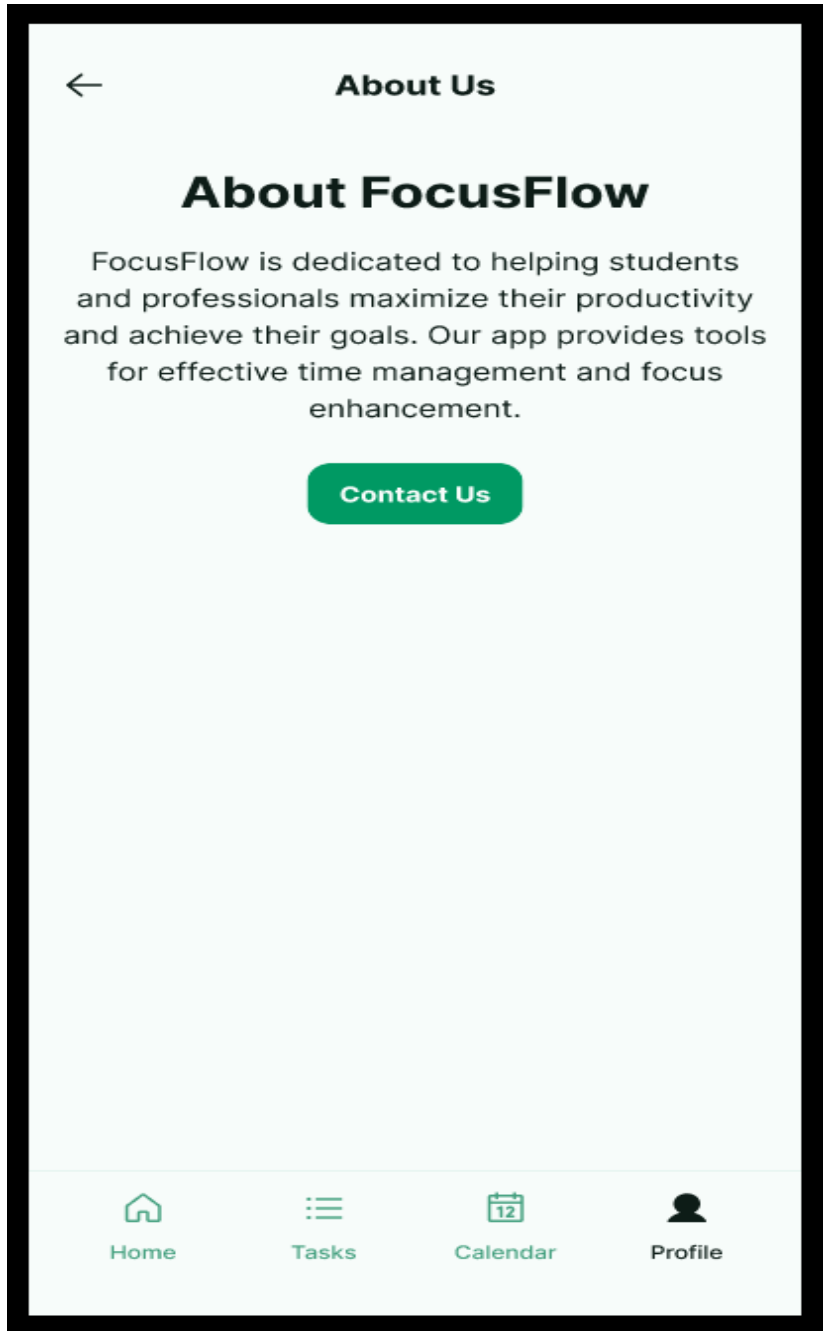 About Us
About FocusFlow
FocusFlow is dedicated to helping students
and professionals maximize their productivity
and achieve their goals. Our app provides tools
for effective time management and focus
enhancement.
Contact Us
12
Home Tasks Calendar Profile